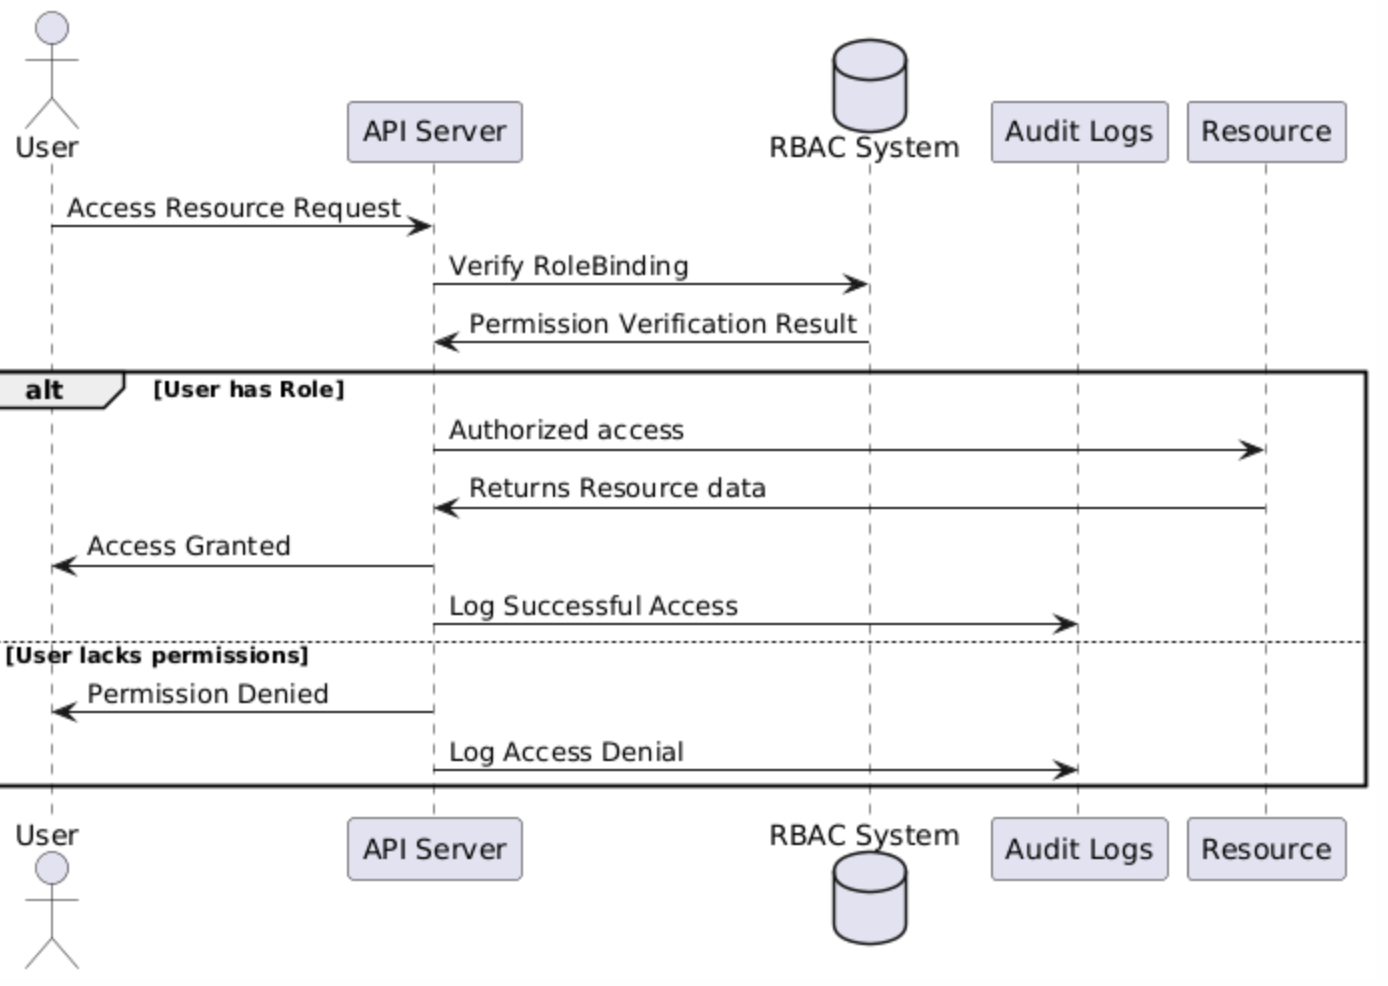 User
API Server
RBAC System
Audit Logs
Resource
Access Resource Request
Verify RoleBinding
Permission Verification Result
alt
[User has Role]
Authorized access
Returns Resource data
Access Granted
Log Successful Access
[User lacks permissions]
Permission Denied
Log Access Denial
User
API Server
RBAC System
Audit Logs
Resource